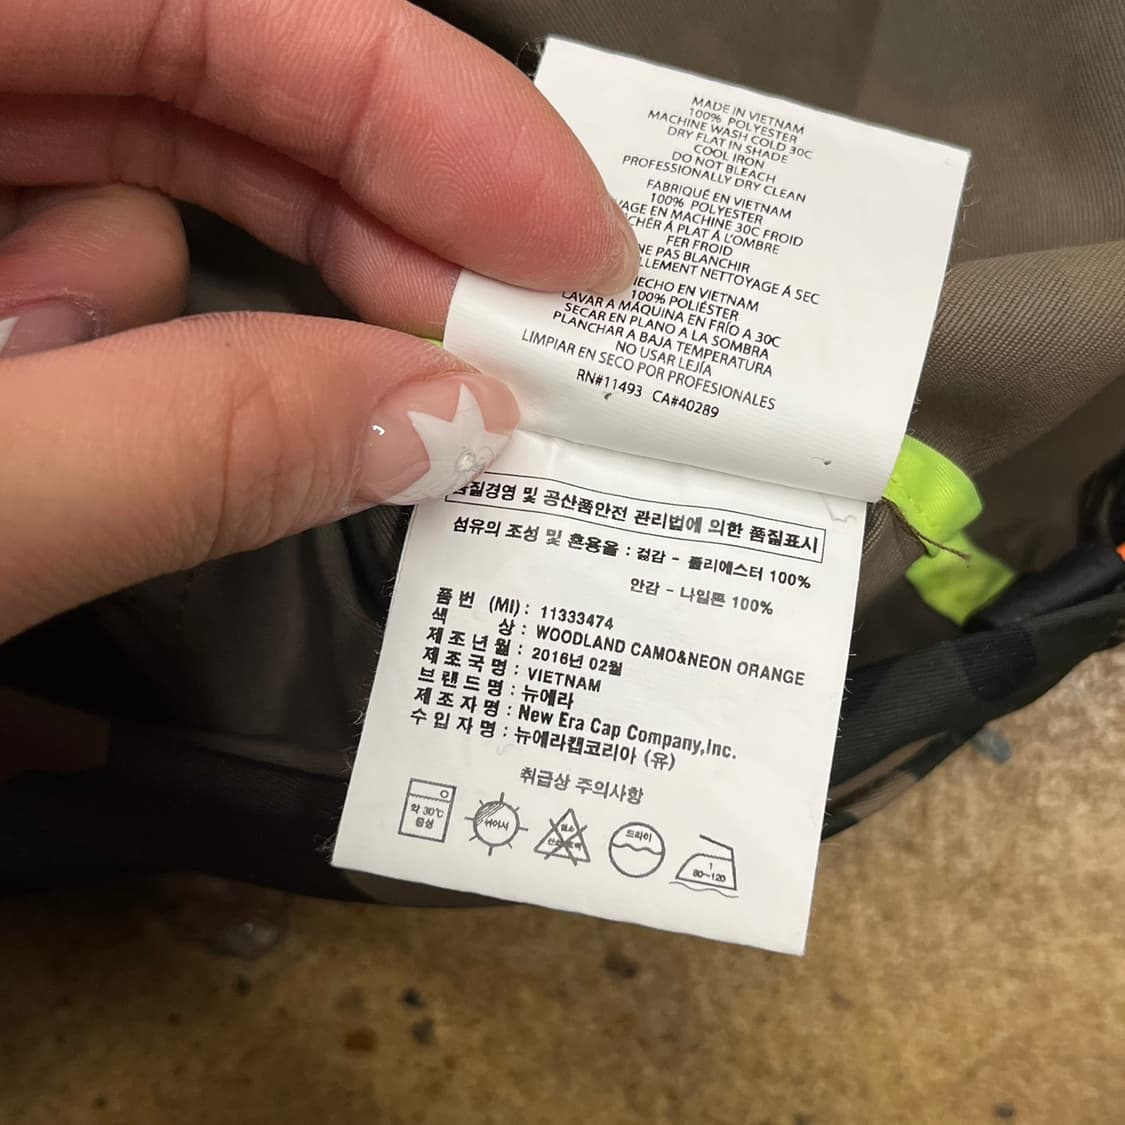 MADE IN VIETNAM
100% POLYESTER
MACHINE WASH COLD 30C
DRY FLAT IN SHADE
COOL IRON
DO NOT BLEACH
PROFESSIONALLY DRY CLEAN
FABRIQUÉ EN VIETNAM
100% POLYESTER
EN MACHINE 30C FROID
À PLAT Á L'OMBRE
FER FROID
NE PAS BLANCHIR
NETTOYAGE Á SEC
EN VIETNAM
100% POLIÉSTER
LAVAR A MÁQUINA EN FRÍO A 30C
SECAR EN PLANO A LA SOMBRA
PLANCHAR A BAJA TEMPERATURA
NO USAR LEJÍA
LIMPIAR EN SECO POR PROFESIONALES
RN#11493 CA#40289
품질경영 및 공산품안전 관리법에 의한 품질표시
섬유의 조성 및 혼용율 : 겉감 - 폴리에스터 100%
안감 - 나일론 100%
품번 (MI) : 11333474
색상 : WOODLAND CAMO&NEON ORANGE
제조년월 : 2016년 02월
제조국명 : VIETNAM
브랜드명 : 뉴에라
제조자명 : New Era Cap Company,Inc.
수입자명 : 뉴에라캡코리아 (유)
취급상 주의사항
약 30℃
중성
드라이
1
80~120